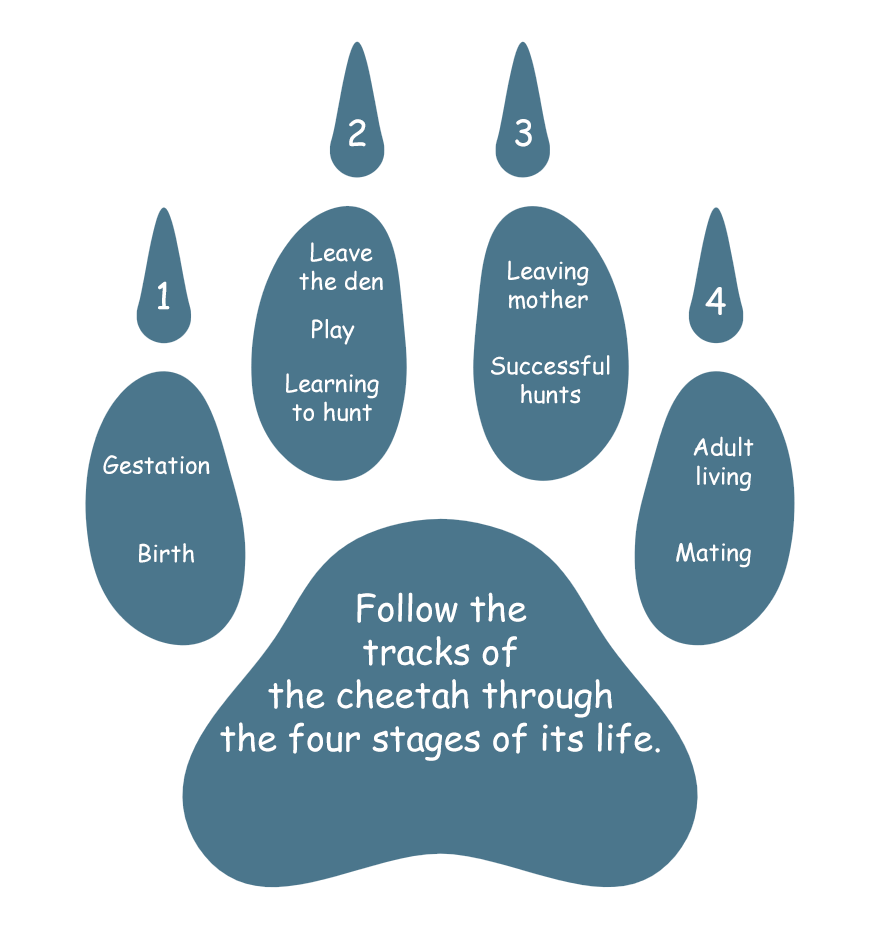 1
Gestation
Birth
2
Leave
the den
Play
Learning
to hunt
3
Leaving
mother
Successful
hunts
4
Adult
living
Mating
Follow the
tracks of
the cheetah through
the four stages of its life.